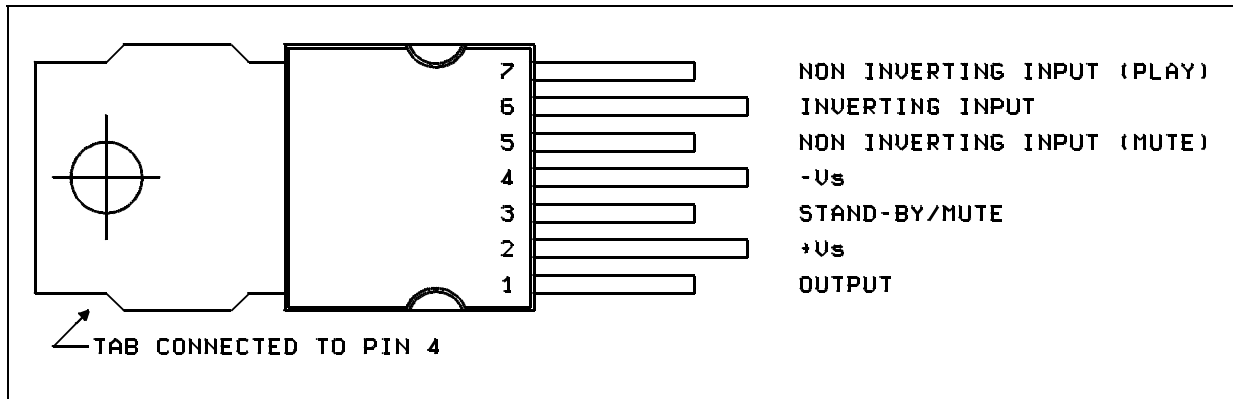 7 NON INVERTING INPUT (PLAY)
6 INVERTING INPUT
5 NON INVERTING INPUT (MUTE)
4 -Vs
3 STAND-BY/MUTE
2 +Vs
1 OUTPUT
TAB CONNECTED TO PIN 4